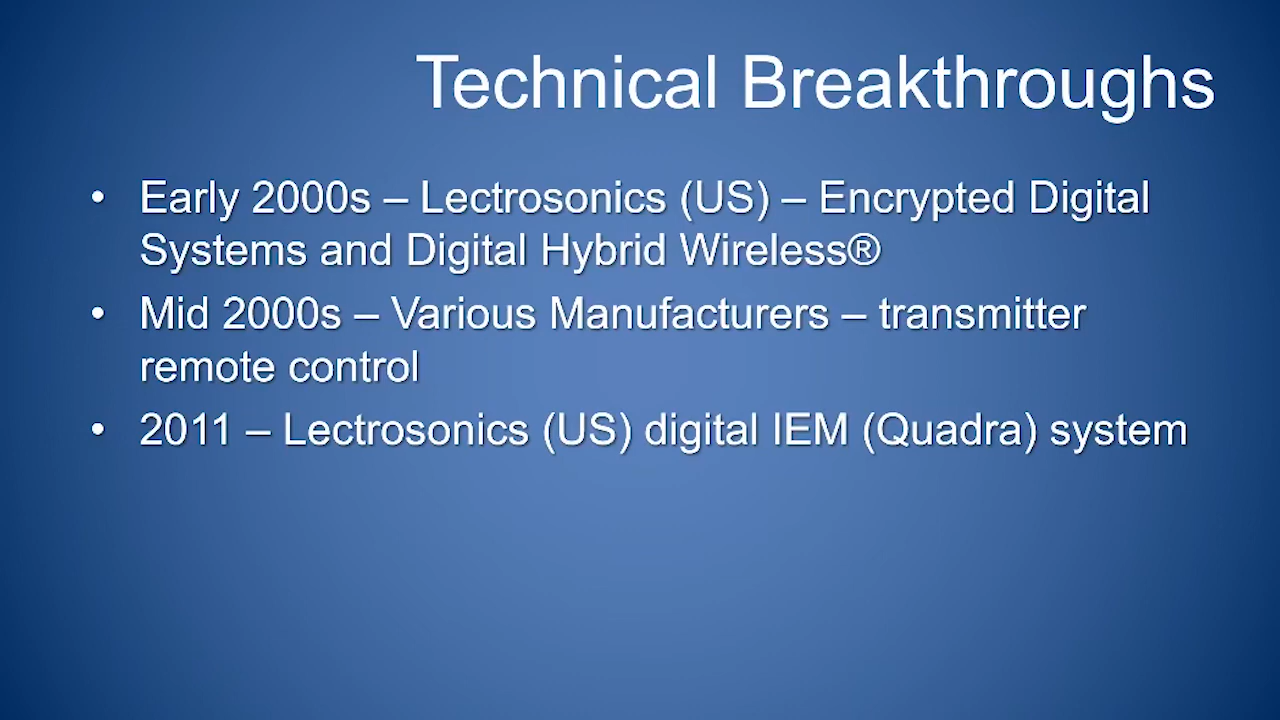 Technical Breakthroughs
• Early 2000s – Lectrosonics (US) – Encrypted Digital
Systems and Digital Hybrid Wireless®
• Mid 2000s – Various Manufacturers – transmitter
remote control
• 2011 – Lectrosonics (US) digital IEM (Quadra) system